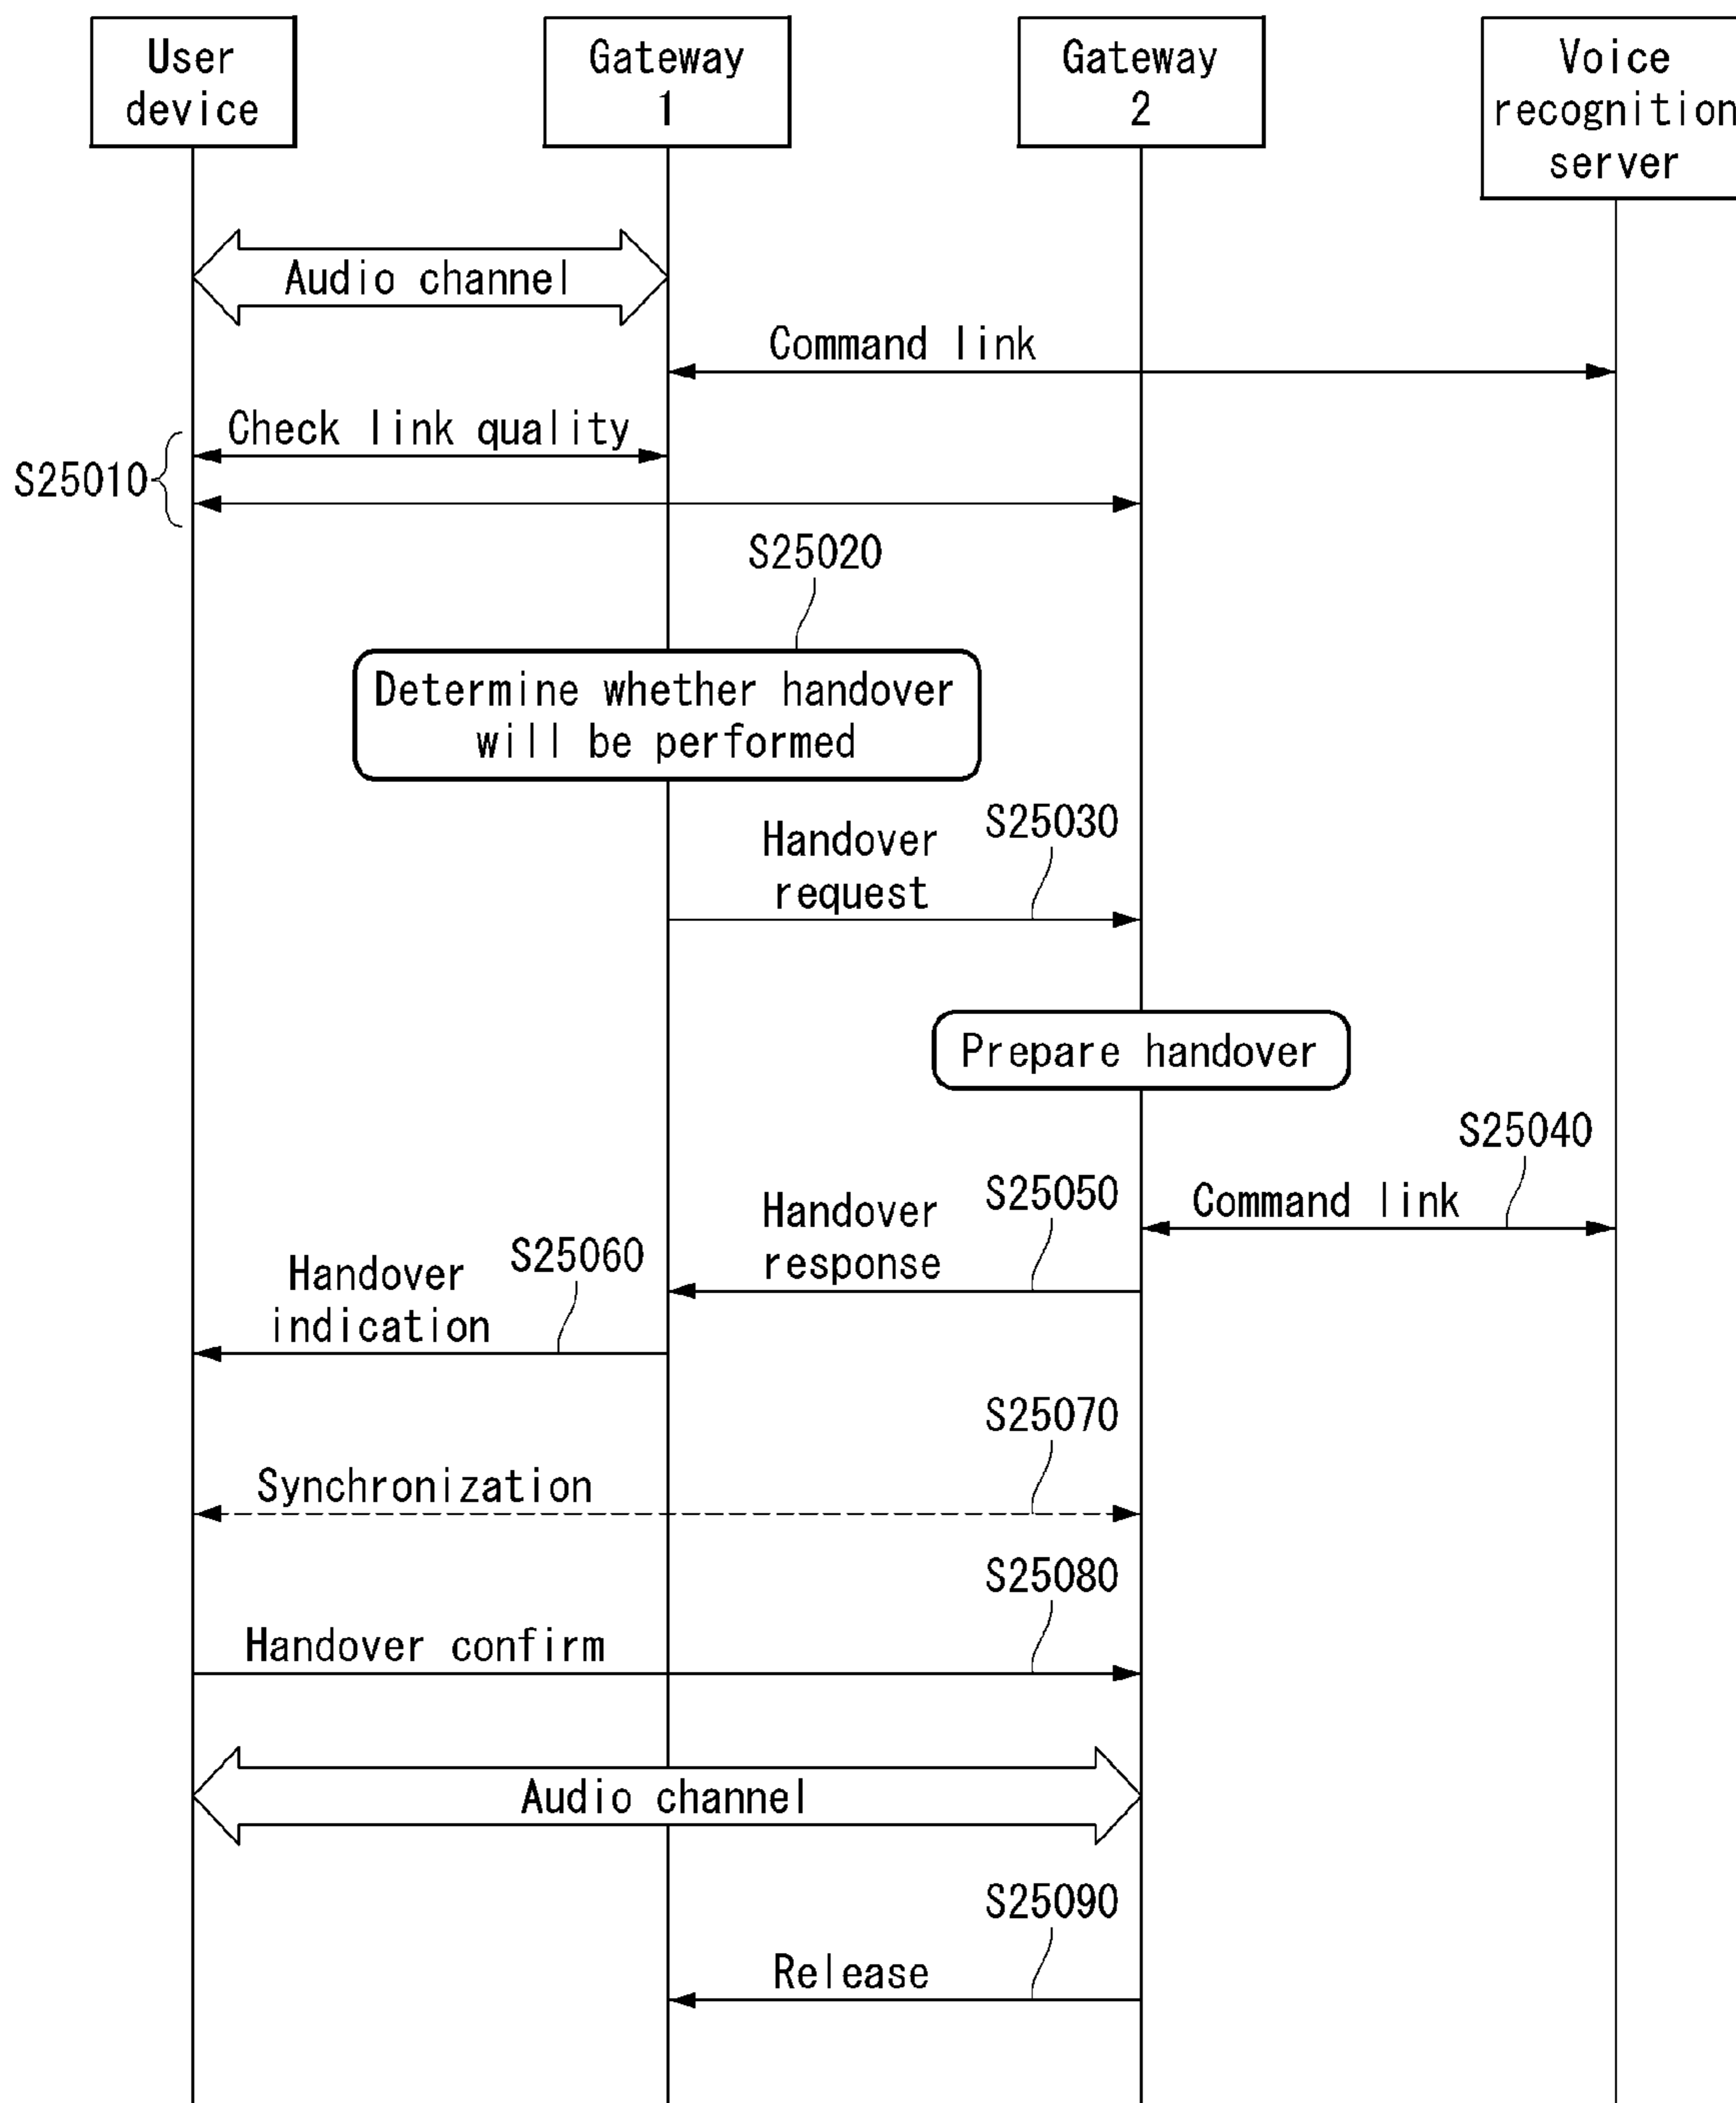 User
device
Gateway
1
Gateway
2
Voice
recognition
server
Audio channel
Command link
Check link quality
S25010
S25020
Determine whether handover
will be performed
S25030
Handover
request
Prepare handover
S25040
Command link
S25050
Handover
response
S25060
Handover
indication
S25070
Synchronization
S25080
Handover confirm
Audio channel
S25090
Release